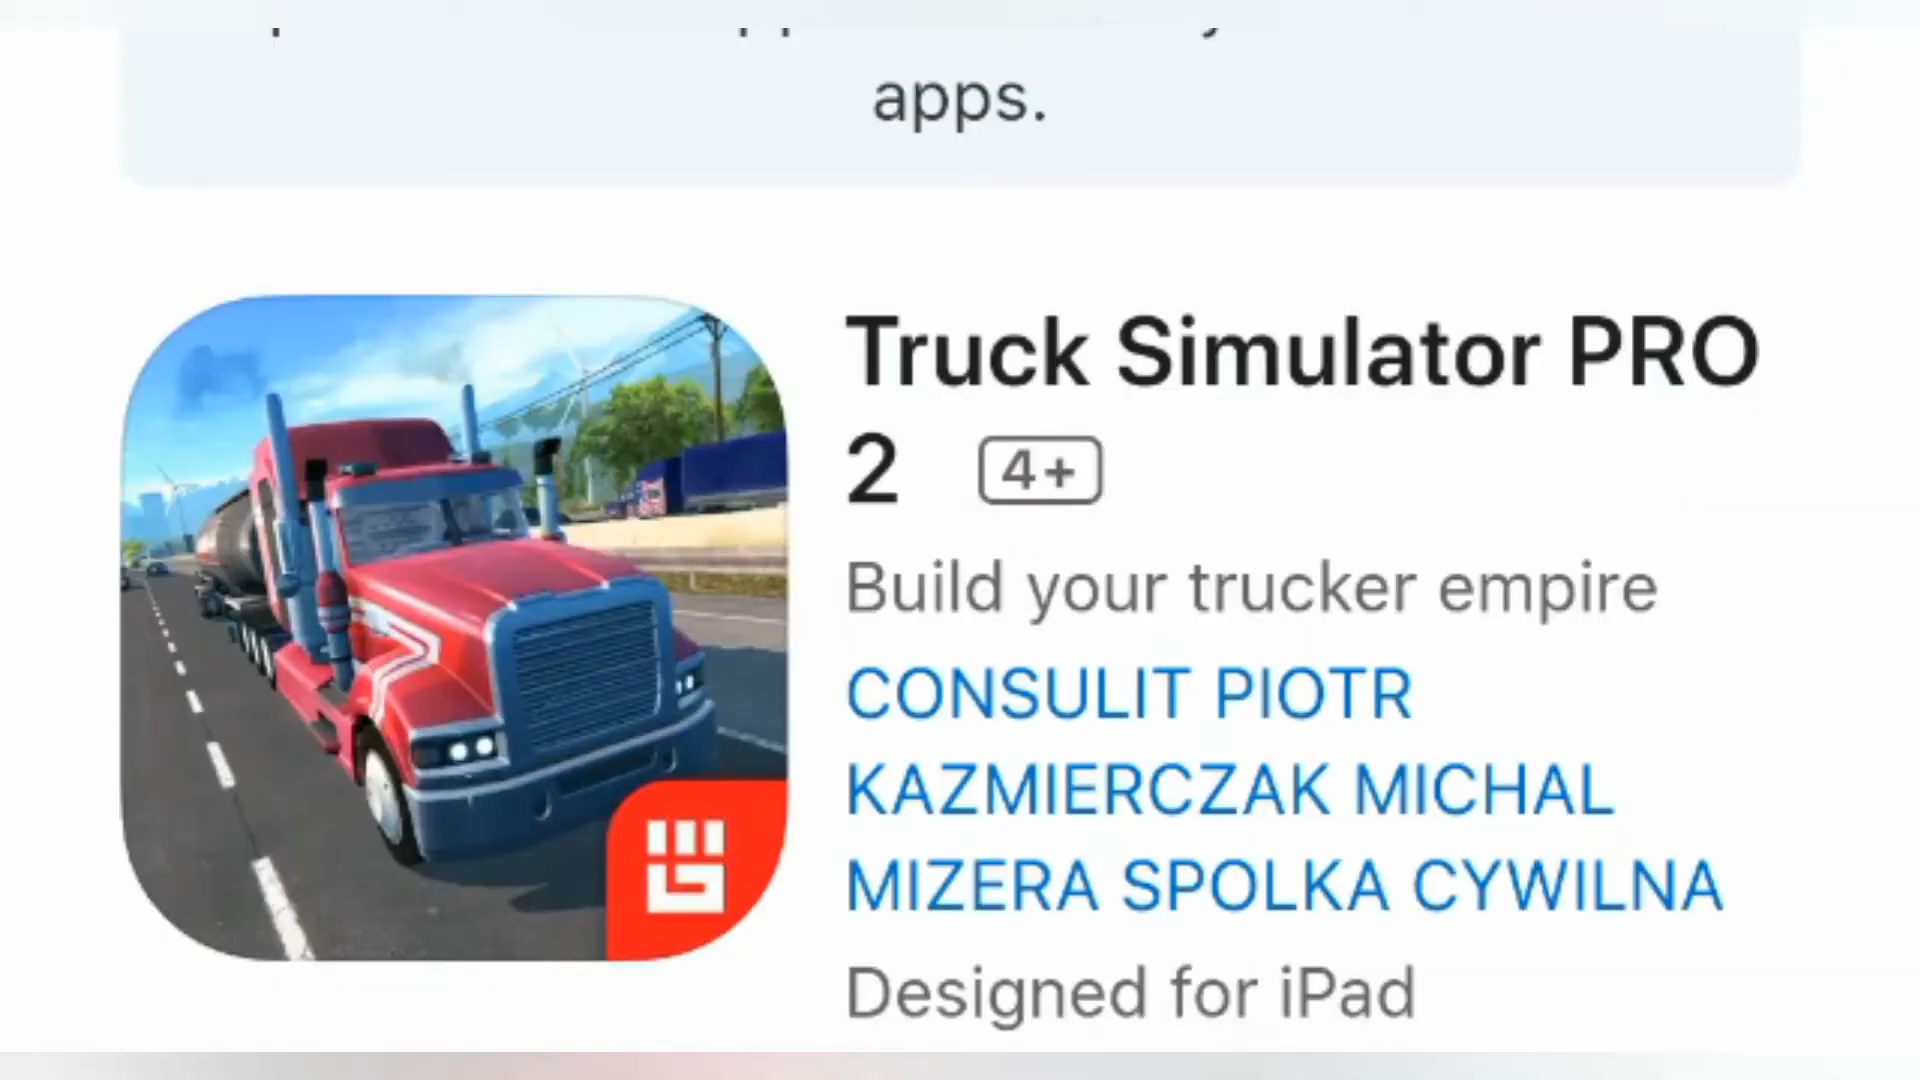 apps.
Truck Simulator PRO
2 4+
Build your trucker empire
CONSULIT PIOTR
KAZMIERCZAK MICHAL
MIZERA SPOLKA CYWILNA
Designed for iPad